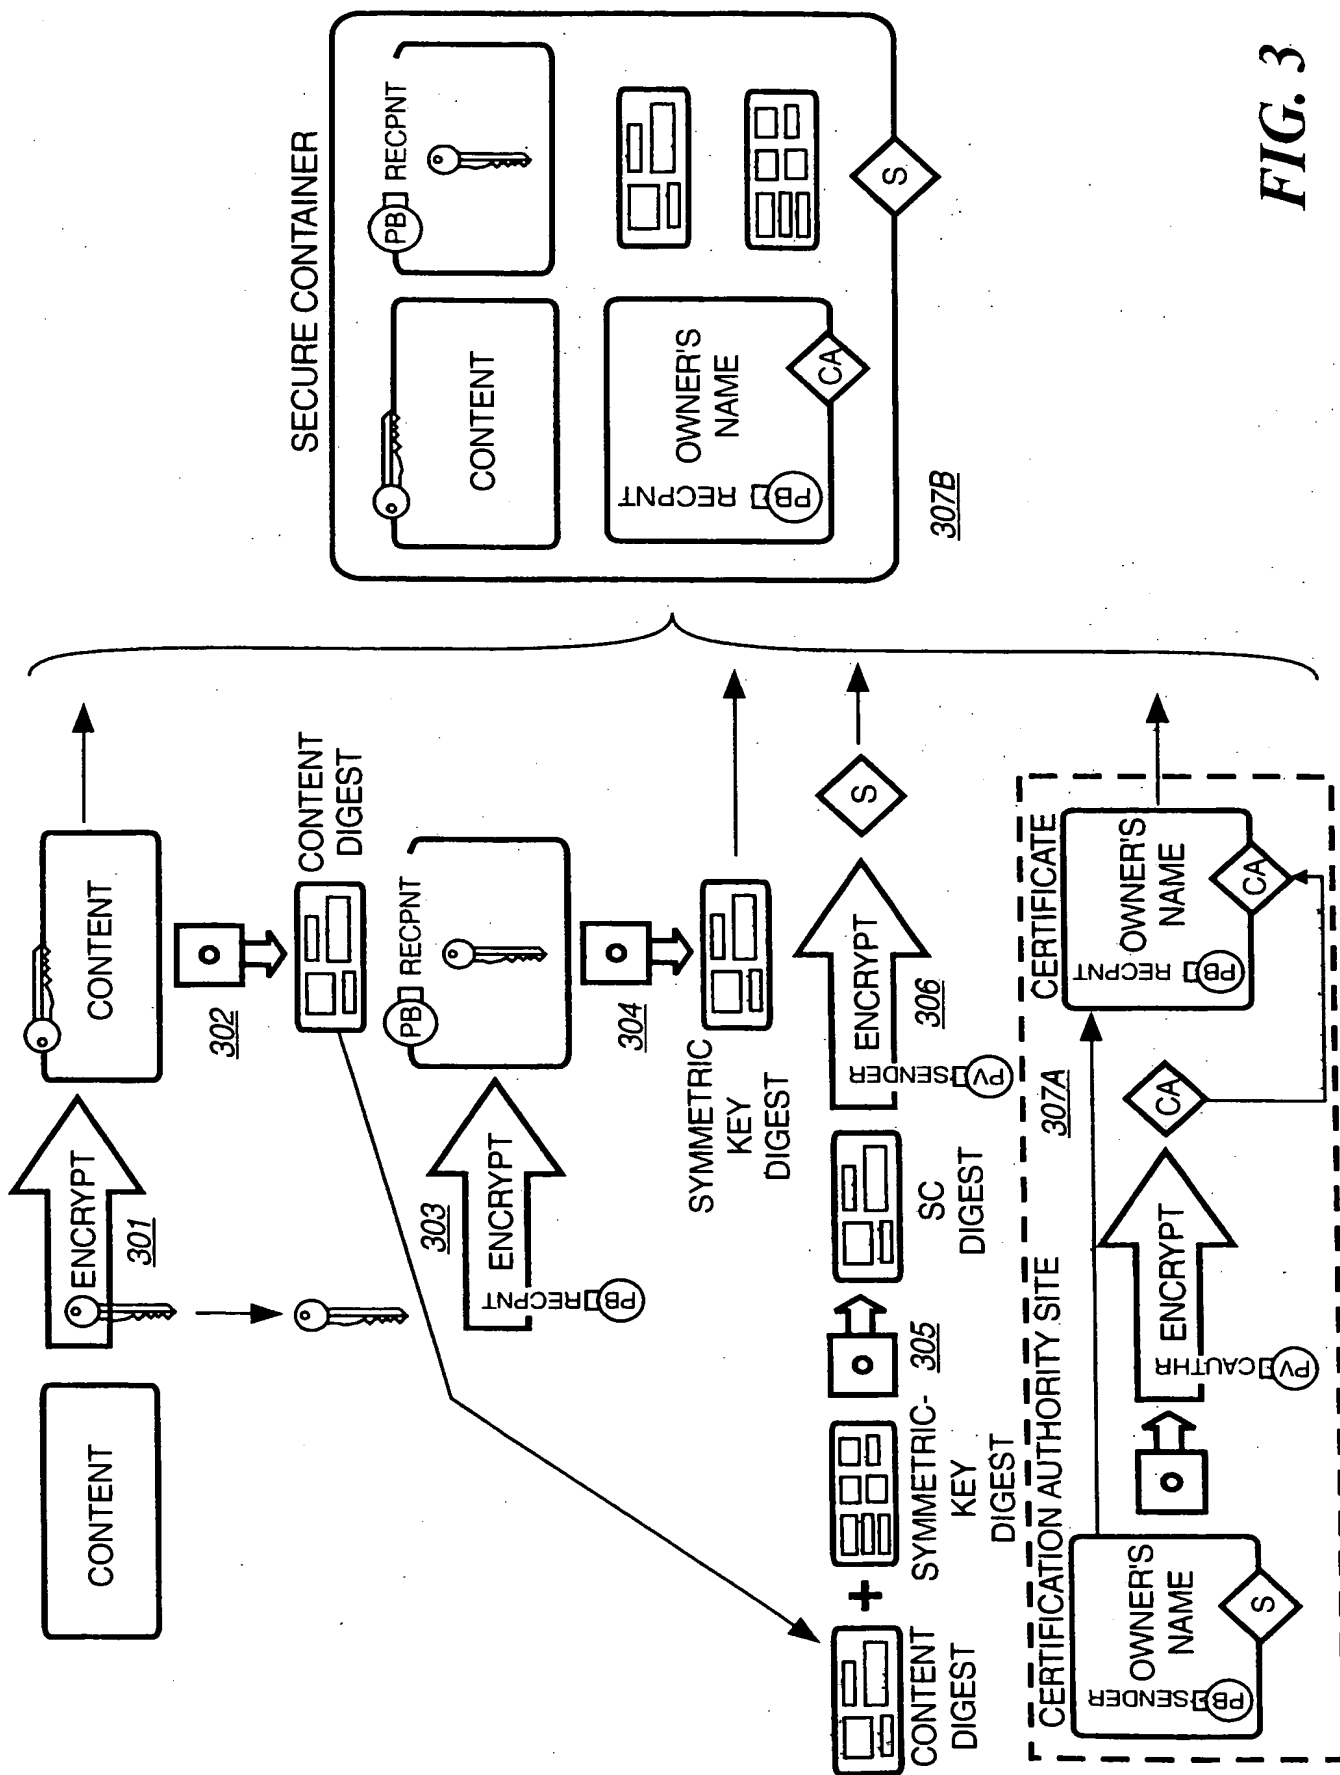 CONTENT
ENCRYPT
301
CONTENT
302
CONTENT
DIGEST
303
ENCRYPT
PB RECPNT
PB RECPNT
304
SYMMETRIC
KEY
DIGEST
CONTENT
DIGEST
+
SYMMETRIC-
KEY
DIGEST
305
SC
DIGEST
ENCRYPT
306
PV SENDER
S
CERTIFICATION AUTHORITY SITE
307A
CERTIFICATE
PB SENDER
OWNER'S
NAME
S
ENCRYPT
PV CAUTHR
CA
PB RECPNT
OWNER'S
NAME
CA
SECURE CONTAINER
CONTENT
PB RECPNT
PB RECPNT
OWNER'S
NAME
CA
S
307B
FIG. 3